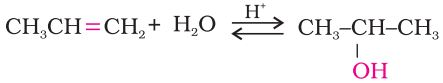 CH₃CH=CH₂ + H₂O ⇌ CH₃–CH–CH₃
H⁺
OH